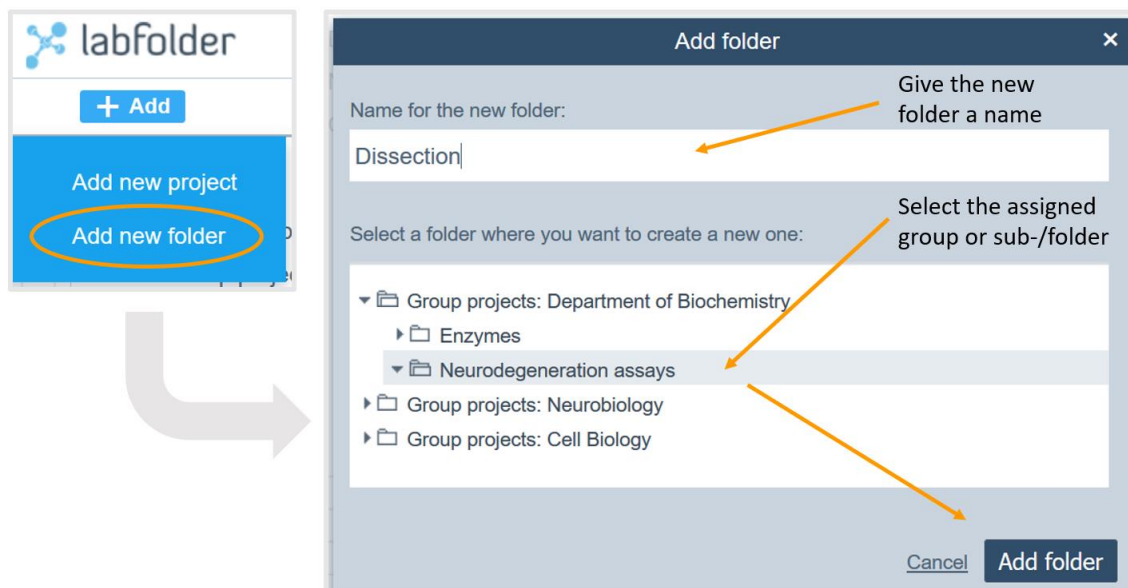 labfolder
+ Add
Add new project
Add new folder
Add folder
×
Name for the new folder:
Dissection
Give the new
folder a name
Select a folder where you want to create a new one:
Select the assigned
group or sub-/folder
Group projects: Department of Biochemistry
Enzymes
Neurodegeneration assays
Group projects: Neurobiology
Group projects: Cell Biology
Cancel
Add folder